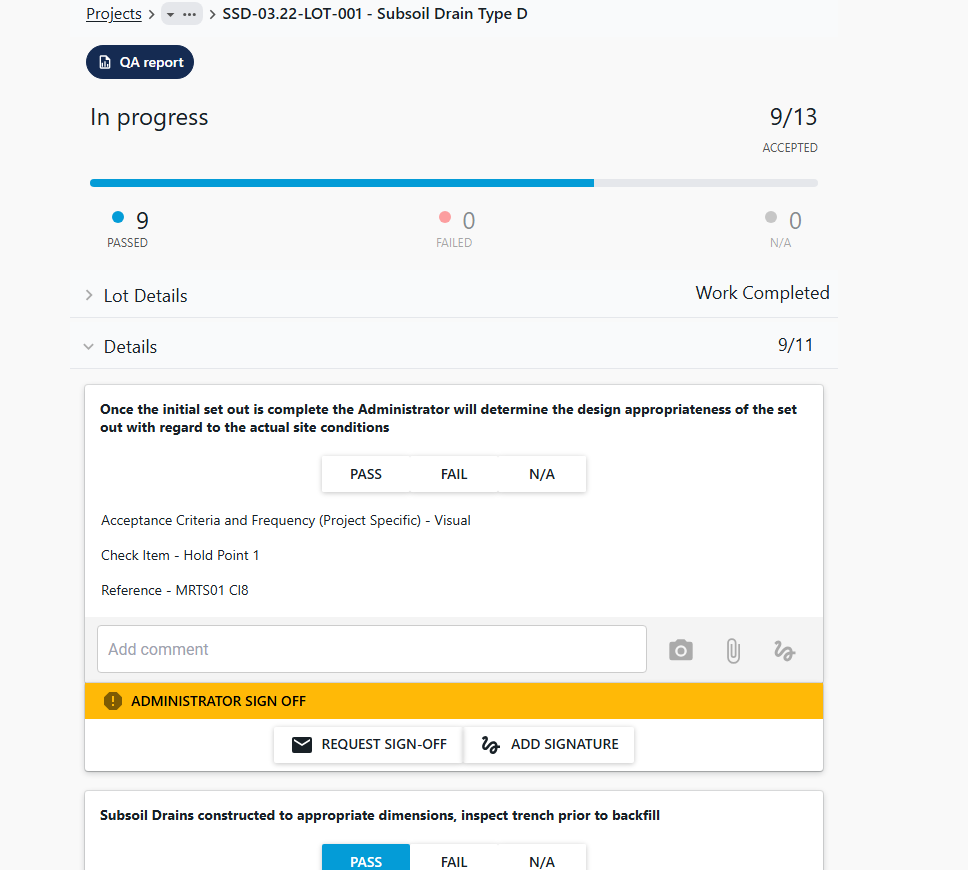 Projects > ... > SSD-03.22-LOT-001 - Subsoil Drain Type D
QA report
In progress
9/13
ACCEPTED
9
PASSED
0
FAILED
0
N/A
Lot Details
Work Completed
Details
9/11
Once the initial set out is complete the Administrator will determine the design appropriateness of the set
out with regard to the actual site conditions
PASS FAIL N/A
Acceptance Criteria and Frequency (Project Specific) - Visual
Check Item - Hold Point 1
Reference - MRTS01 Cl8
Add comment
ADMINISTRATOR SIGN OFF
REQUEST SIGN-OFF ADD SIGNATURE
Subsoil Drains constructed to appropriate dimensions, inspect trench prior to backfill
PASS FAIL N/A